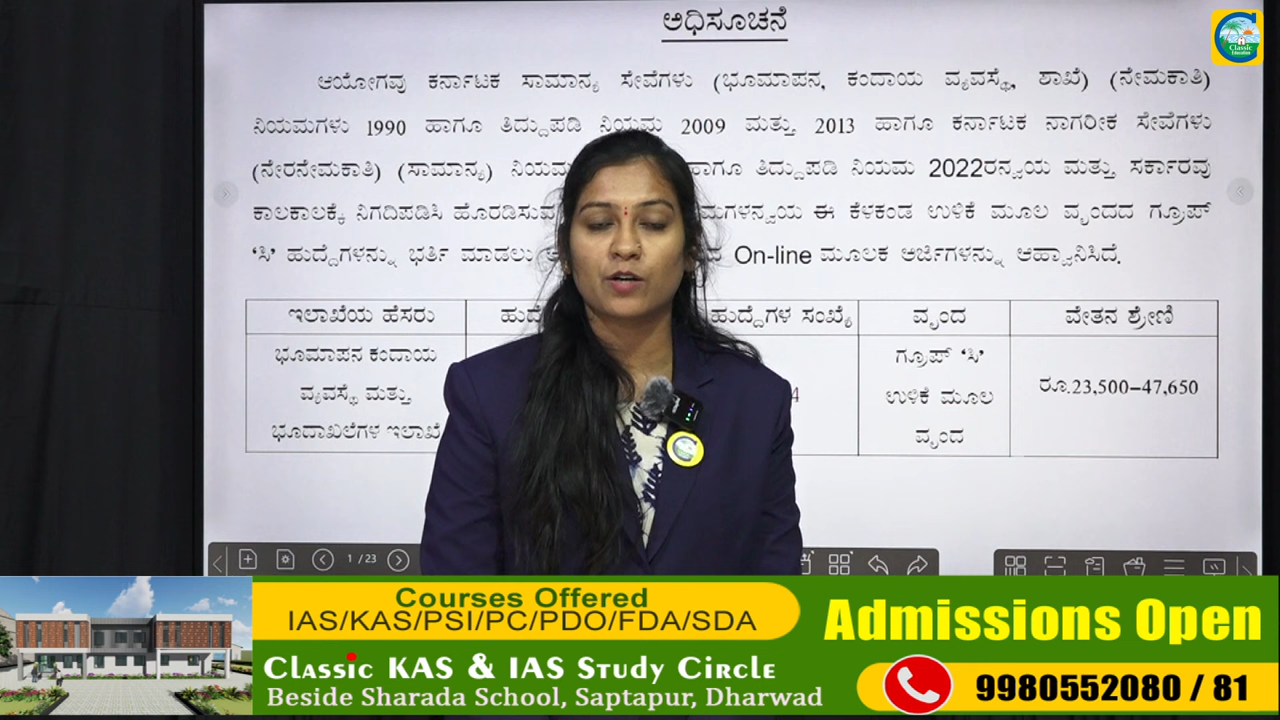 ಅಧಿಸೂಚನೆ
Classic
Education
ಆಯೋಗವು ಕರ್ನಾಟಕ ಸಾಮಾನ್ಯ ಸೇವೆಗಳು (ಭೂಮಾಪನ, ಕಂದಾಯ ವ್ಯವಸ್ಥೆ, ಶಾಖೆ) (ನೇಮಕಾತಿ)
ನಿಯಮಗಳು 1990 ಹಾಗೂ ತಿದ್ದುಪಡಿ ನಿಯಮ 2009 ಮತ್ತು 2013 ಹಾಗೂ ಕರ್ನಾಟಕ ನಾಗರೀಕ ಸೇವೆಗಳು
(ನೇರನೇಮಕಾತಿ) (ಸಾಮಾನ್ಯ) ನಿಯಮ ಹಾಗೂ ತಿದ್ದುಪಡಿ ನಿಯಮ 2022ರನ್ವಯ ಮತ್ತು ಸರ್ಕಾರವು
ಕಾಲಕಾಲಕ್ಕೆ ನಿಗದಿಪಡಿಸಿ ಹೊರಡಿಸುವ ಈ ಕೆಳಕಂಡ ಉಳಿಕೆ ಮೂಲ ವೃಂದದ ಗ್ರೂಪ್
‘ಸಿ’ ಹುದ್ದೆಗಳನ್ನು ಭರ್ತಿ ಮಾಡಲು On-line ಮೂಲಕ ಅರ್ಜಿಗಳನ್ನು ಆಹ್ವಾನಿಸಿದೆ.
ಇಲಾಖೆಯ ಹೆಸರು ಹುದ್ದೆಗಳ ಸಂಖ್ಯೆ ವೃಂದ ವೇತನ ಶ್ರೇಣಿ
ಭೂಮಾಪನ ಕಂದಾಯ
ವ್ಯವಸ್ಥೆ ಮತ್ತು
ಭೂದಾಖಲೆಗಳ ಇಲಾಖೆ
4
ಗ್ರೂಪ್ ‘ಸಿ’
ಉಳಿಕೆ ಮೂಲ
ವೃಂದ
ರೂ.23,500–47,650
1 / 23
Courses Offered
IAS/KAS/PSI/PC/PDO/FDA/SDA
Classic KAS & IAS Study Circle
Beside Sharada School, Saptapur, Dharwad
Admissions Open
9980552080 / 81